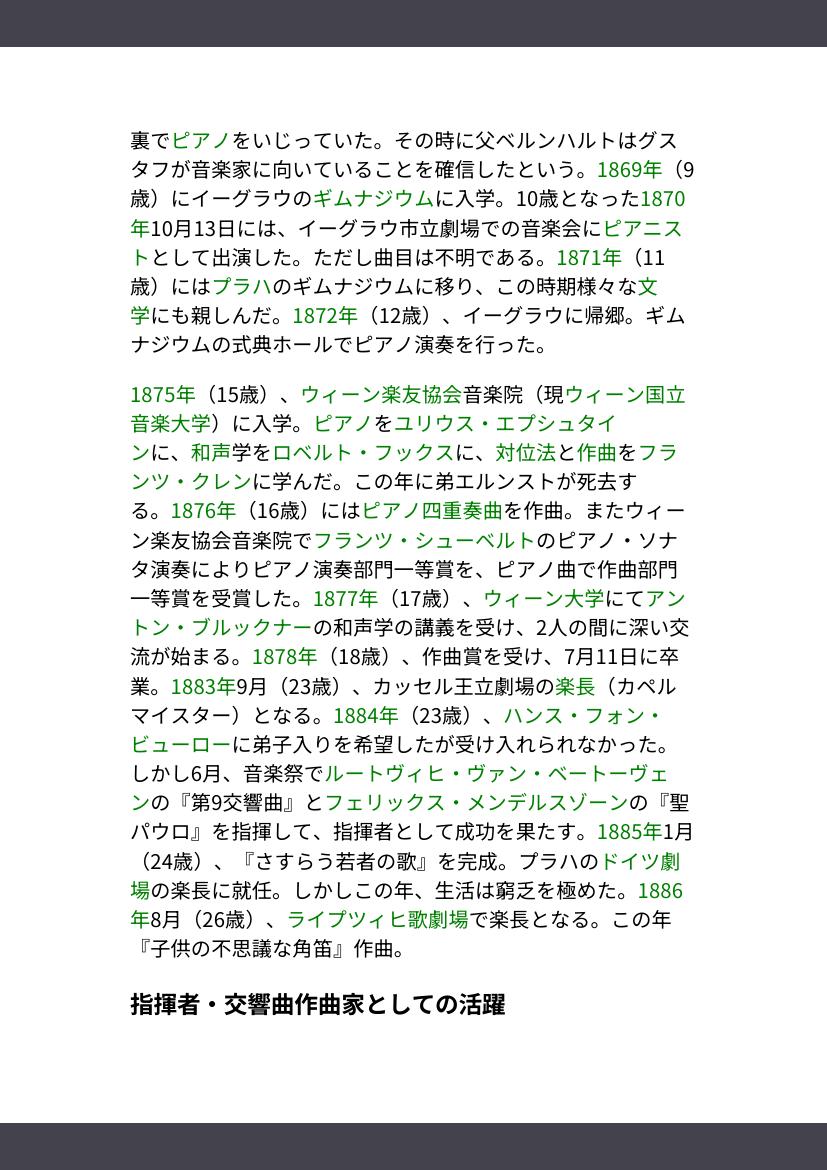 裏でピアノをいじっていた。その時に父ベルンハルトはグス
タフが音楽家に向いていることを確信したという。1869年（9
歳）にイーグラウのギムナジウムに入学。10歳となった1870
年10月13日には、イーグラウ市立劇場での音楽会にピアニス
トとして出演した。ただし曲目は不明である。1871年（11
歳）にはプラハのギムナジウムに移り、この時期様々な文
学にも親しんだ。1872年（12歳）、イーグラウに帰郷。ギム
ナジウムの式典ホールでピアノ演奏を行った。
1875年（15歳）、ウィーン楽友協会音楽院（現ウィーン国立
音楽大学）に入学。ピアノをユリウス・エプシュタイ
ンに、和声学をロベルト・フックスに、対位法と作曲をフラ
ンツ・クレンに学んだ。この年に弟エルンストが死去す
る。1876年（16歳）にはピアノ四重奏曲を作曲。またウィー
ン楽友協会音楽院でフランツ・シューベルトのピアノ・ソナ
タ演奏によりピアノ演奏部門一等賞を、ピアノ曲で作曲部門
一等賞を受賞した。1877年（17歳）、ウィーン大学にてアン
トン・ブルックナーの和声学の講義を受け、2人の間に深い交
流が始まる。1878年（18歳）、作曲賞を受け、7月11日に卒
業。1883年9月（23歳）、カッセル王立劇場の楽長（カペル
マイスター）となる。1884年（23歳）、ハンス・フォン・
ビューローに弟子入りを希望したが受け入れられなかった。
しかし6月、音楽祭でルートヴィヒ・ヴァン・ベートーヴェ
ンの『第9交響曲』とフェリックス・メンデルスゾーンの『聖
パウロ』を指揮して、指揮者として成功を果たす。1885年1月
（24歳）、『さすらう若者の歌』を完成。プラハのドイツ劇
場の楽長に就任。しかしこの年、生活は窮乏を極めた。1886
年8月（26歳）、ライプツィヒ歌劇場で楽長となる。この年
『子供の不思議な角笛』作曲。
指揮者・交響曲作曲家としての活躍